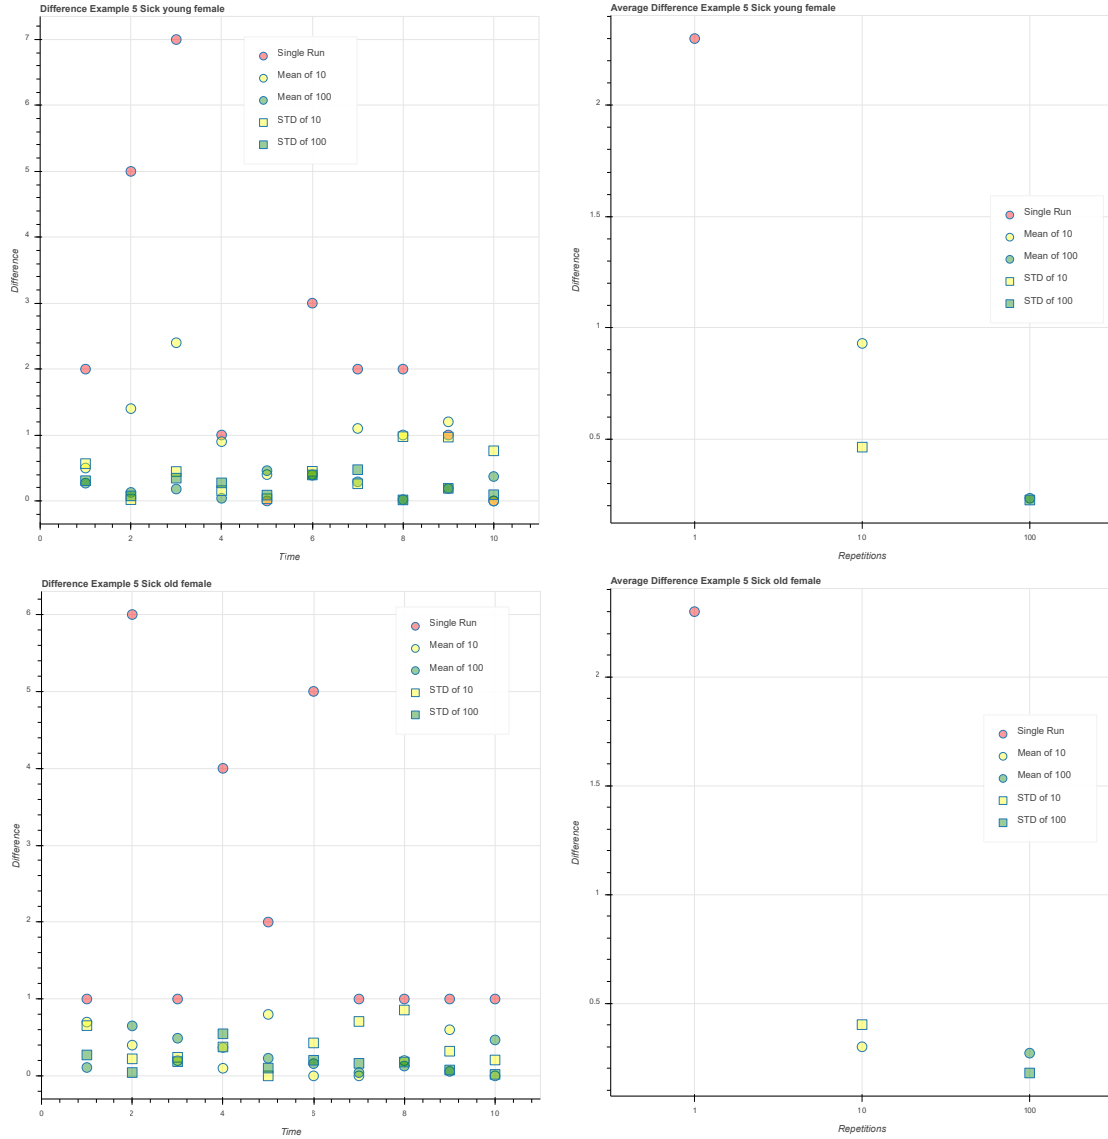 Difference Example 5 Sick young female
7
6
5
4
3
2
1
0
Difference
0
2
4
6
8
10
Time
Single Run
Mean of 10
Mean of 100
STD of 10
STD of 100
Average Difference Example 5 Sick young female
2
1.5
1
0.5
Difference
1
10
100
Repetitions
Single Run
Mean of 10
Mean of 100
STD of 10
STD of 100
Difference Example 5 Sick old female
6
5
4
3
2
1
0
Difference
0
2
4
6
8
10
Time
Single Run
Mean of 10
Mean of 100
STD of 10
STD of 100
Average Difference Example 5 Sick old female
2
1.5
1
0.5
Difference
1
10
100
Repetitions
Single Run
Mean of 10
Mean of 100
STD of 10
STD of 100